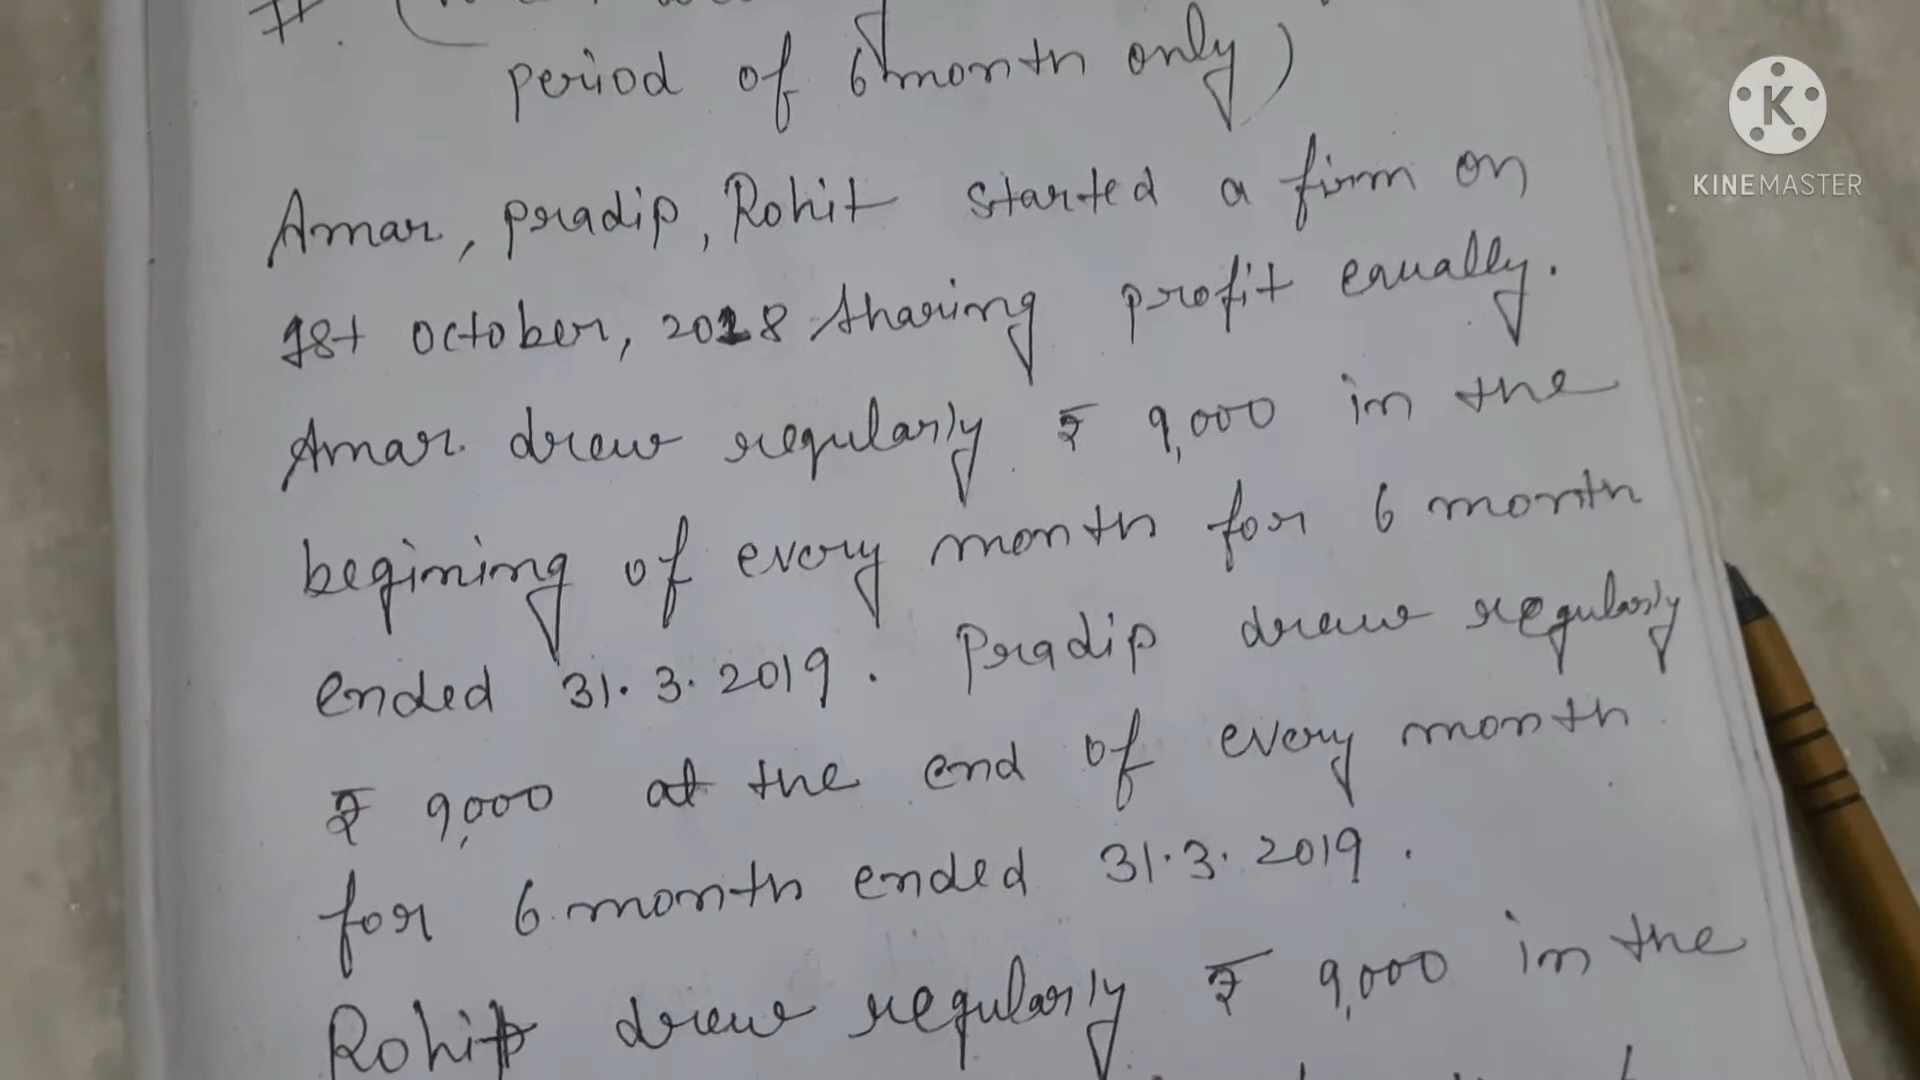 period of 6 month only)
Amar, pradip, Rohit started a firm on
1st october, 2018 sharing profit equally.
Amar drew regularly ₹ 9,000 in the
begining of every month for 6 month
ended 31.3.2019. Pradip drew regularly
₹ 9,000 at the end of every month
for 6 month ended 31.3.2019.
Rohit drew regularly ₹ 9,000 in the
K
KINEMASTER